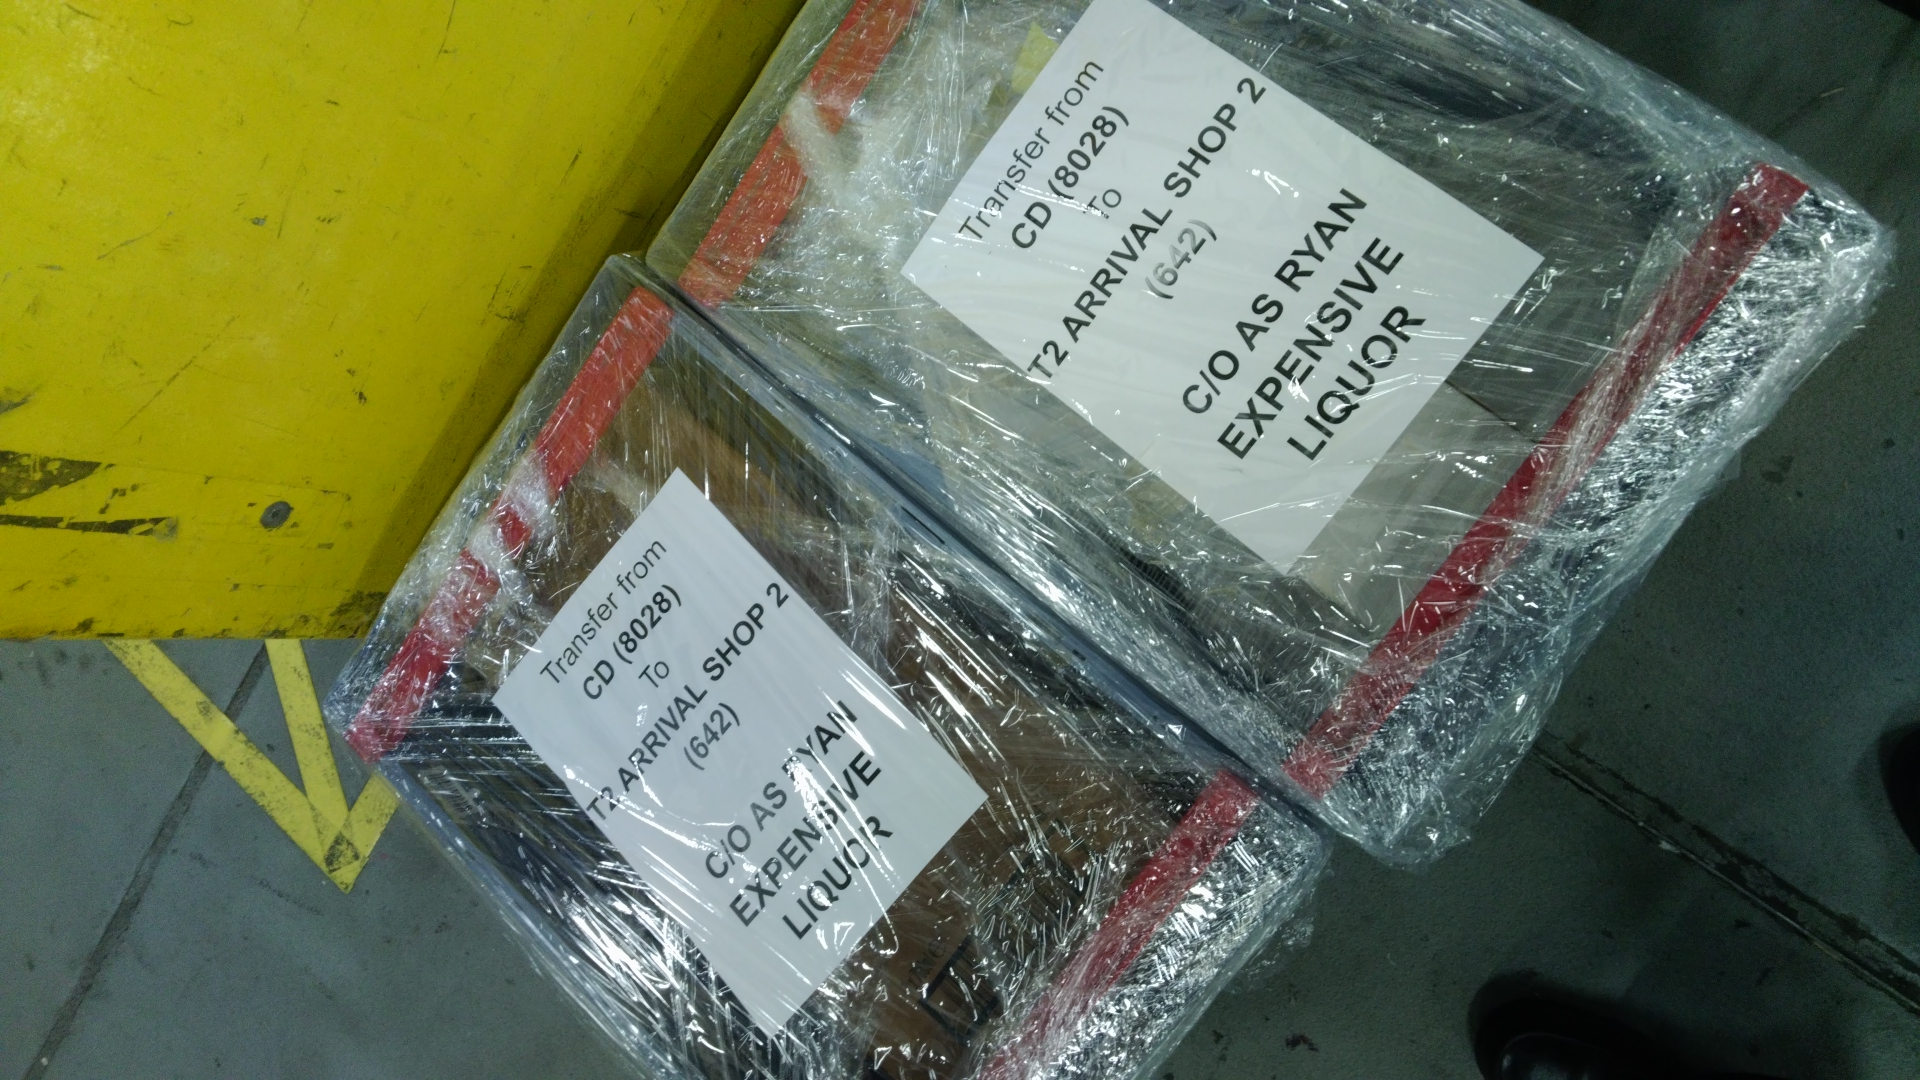 Transfer from
CD (8028)
To
T2 ARRIVAL SHOP 2
(642)
C/O AS RYAN
EXPENSIVE
LIQUOR
Transfer from
CD (8028)
To
T2 ARRIVAL SHOP 2
(642)
C/O AS RYAN
EXPENSIVE
LIQUOR